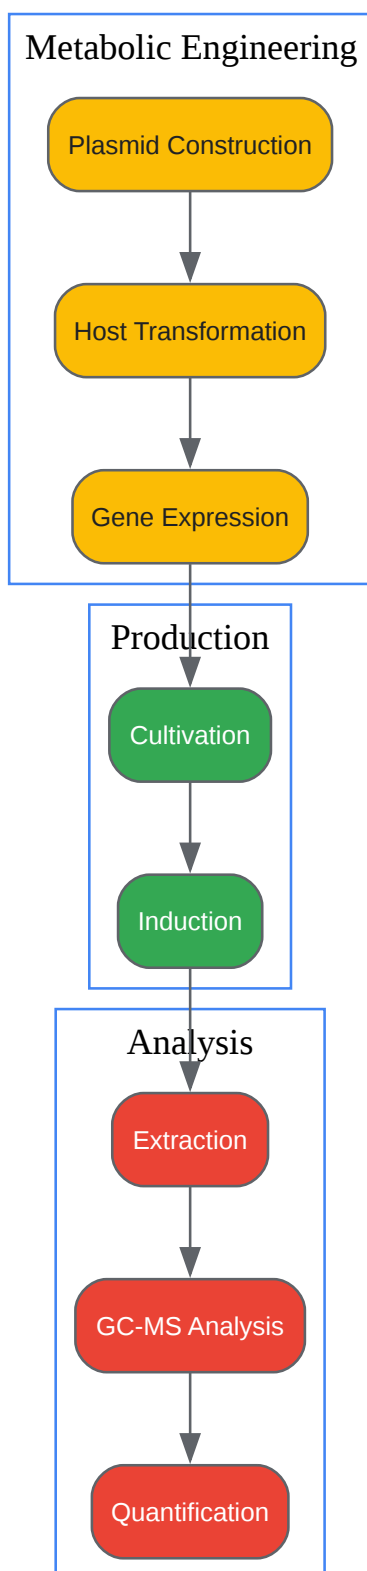 Metabolic Engineering
Plasmid Construction
Host Transformation
Gene Expression
Production
Cultivation
Induction
Analysis
Extraction
GC-MS Analysis
Quantification